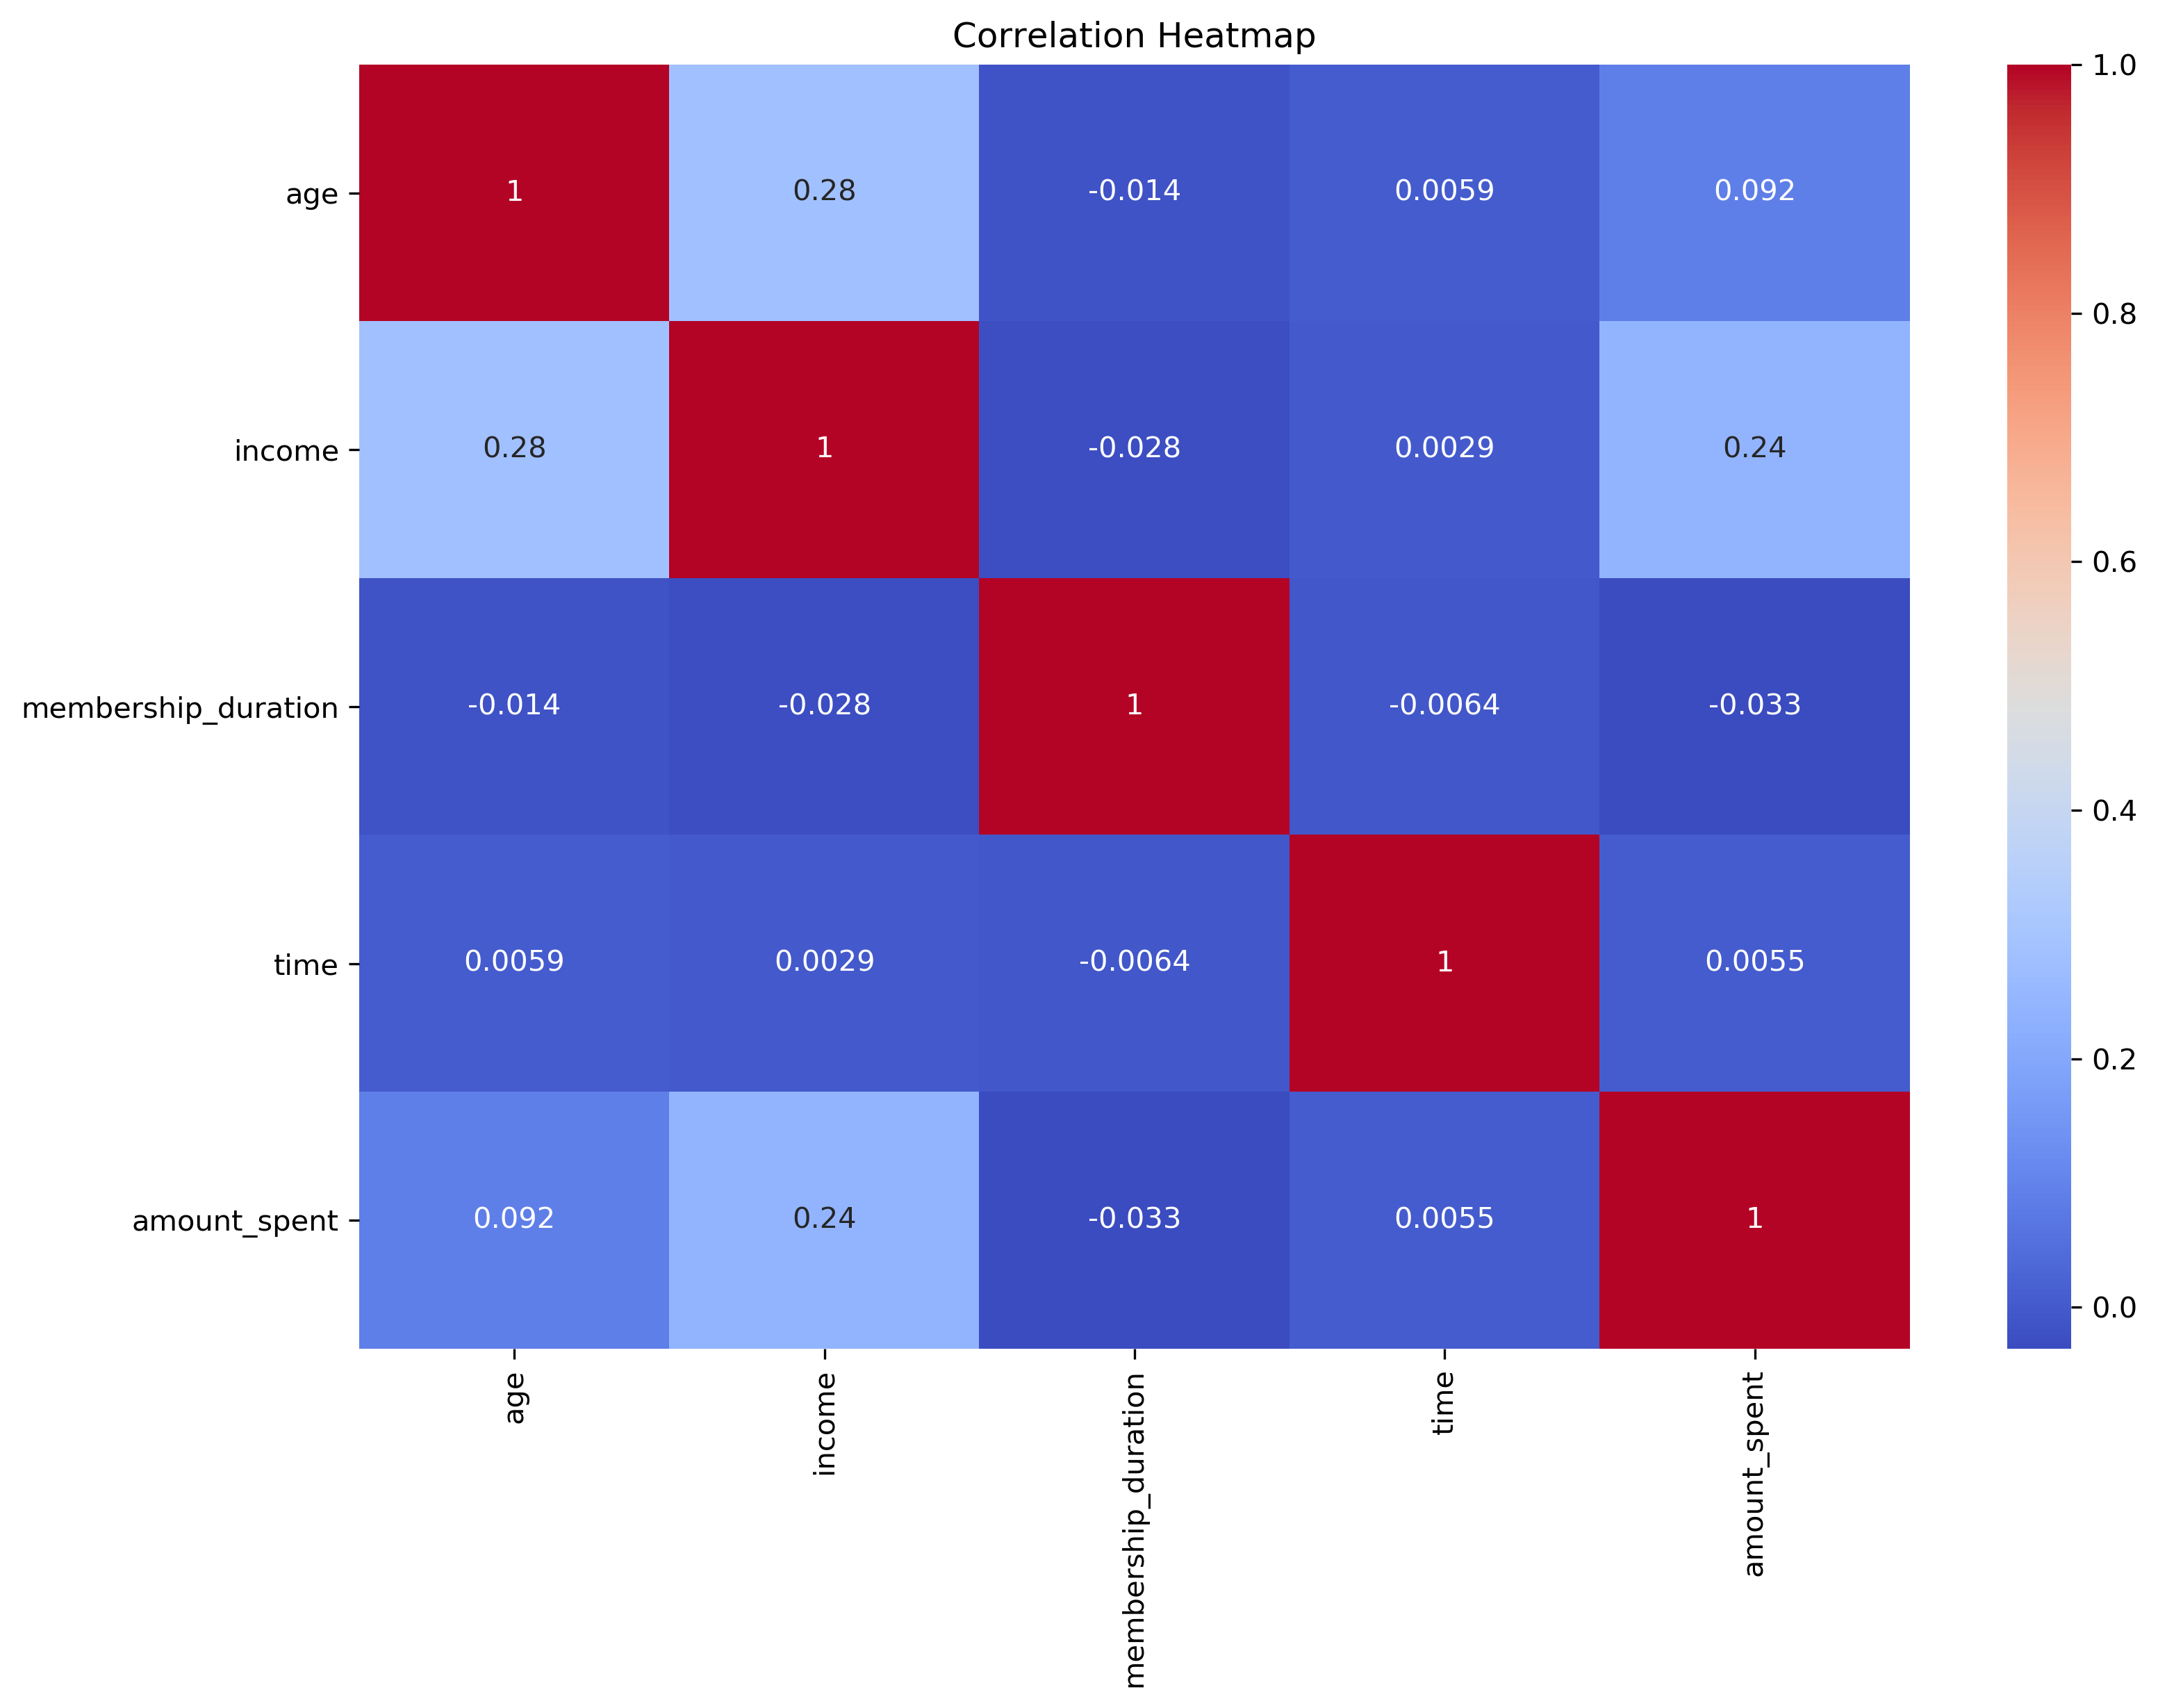 Correlation Heatmap
age 1 0.28 -0.014 0.0059 0.092
income 0.28 1 -0.028 0.0029 0.24
membership_duration -0.014 -0.028 1 -0.0064 -0.033
time 0.0059 0.0029 -0.0064 1 0.0055
amount_spent 0.092 0.24 -0.033 0.0055 1
age income membership_duration time amount_spent
1.0
0.8
0.6
0.4
0.2
0.0